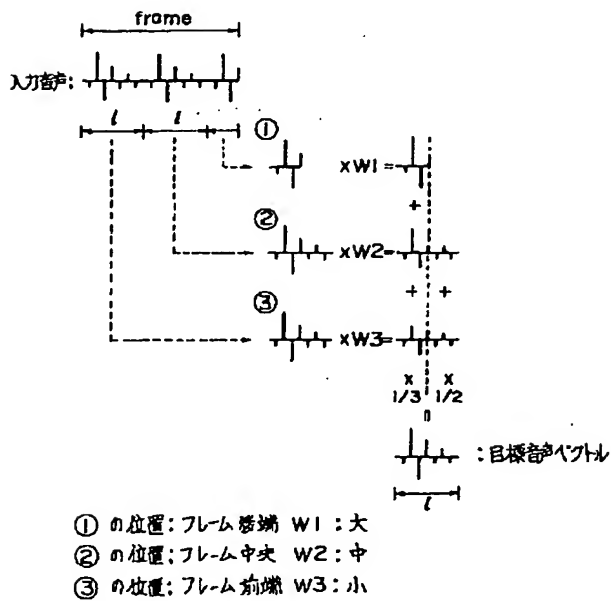 frame
入力音声:
l l
①
xW1=
+
②
xW2=
+ +
③
xW3=
x x
1/3 1/2
:目標音声ベクトル
l
① の位置:フレーム後端 W1:大
② の位置:フレーム中央 W2:中
③ の位置:フレーム前端 W3:小